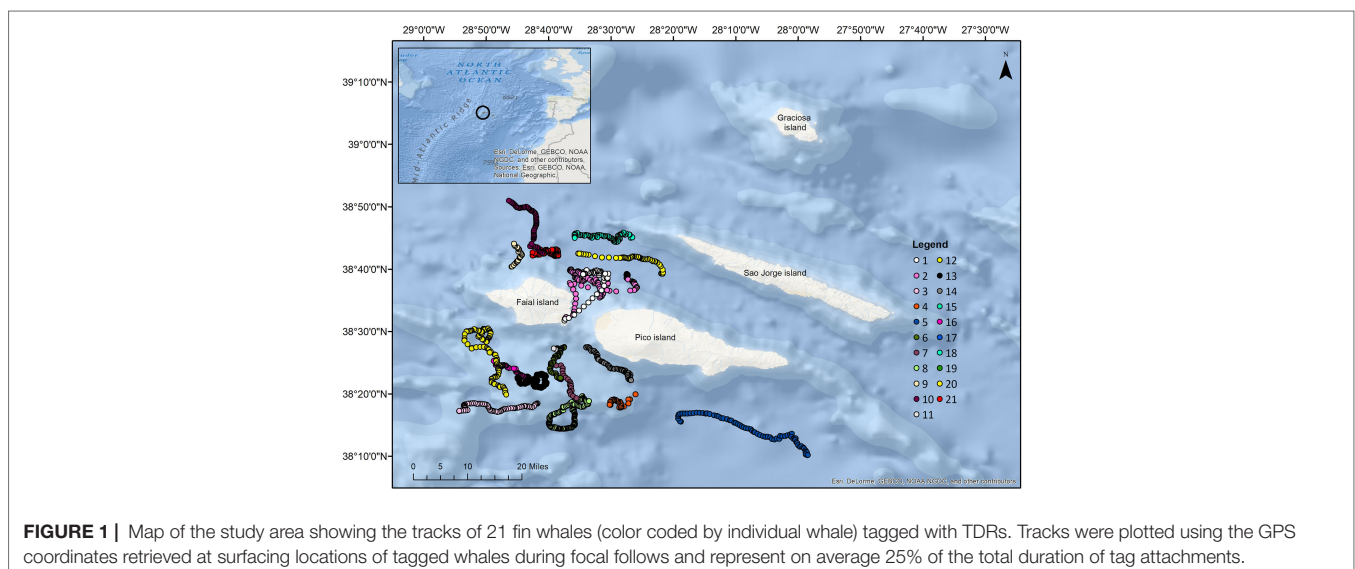 29°0'0"W 28°50'0"W 28°40'0"W 28°30'0"W 28°20'0"W 28°10'0"W 28°0'0"W 27°50'0"W 27°40'0"W 27°30'0"W
N
39°10'0"N
39°0'0"N
38°50'0"N
38°40'0"N
38°30'0"N
38°20'0"N
38°10'0"N
NORTH
ATLANTIC
OCEAN
Mid-Atlantic Ridge
Esri, DeLorme, GEBCO, NOAA
NGDC, and other contributors,
Sources: Esri, GEBCO, NOAA,
National Geographic,
Graciosa
island
Sao Jorge island
Faial island
Pico island
Legend
1 12
2 13
3 14
4 15
5 16
6 17
7 18
8 19
9 20
10 21
11
0 5 10 20 Miles
Esri, DeLorme, GEBCO, NOAA NGDC, and other contributors
FIGURE 1 | Map of the study area showing the tracks of 21 fin whales (color coded by individual whale) tagged with TDRs. Tracks were plotted using the GPS
coordinates retrieved at surfacing locations of tagged whales during focal follows and represent on average 25% of the total duration of tag attachments.